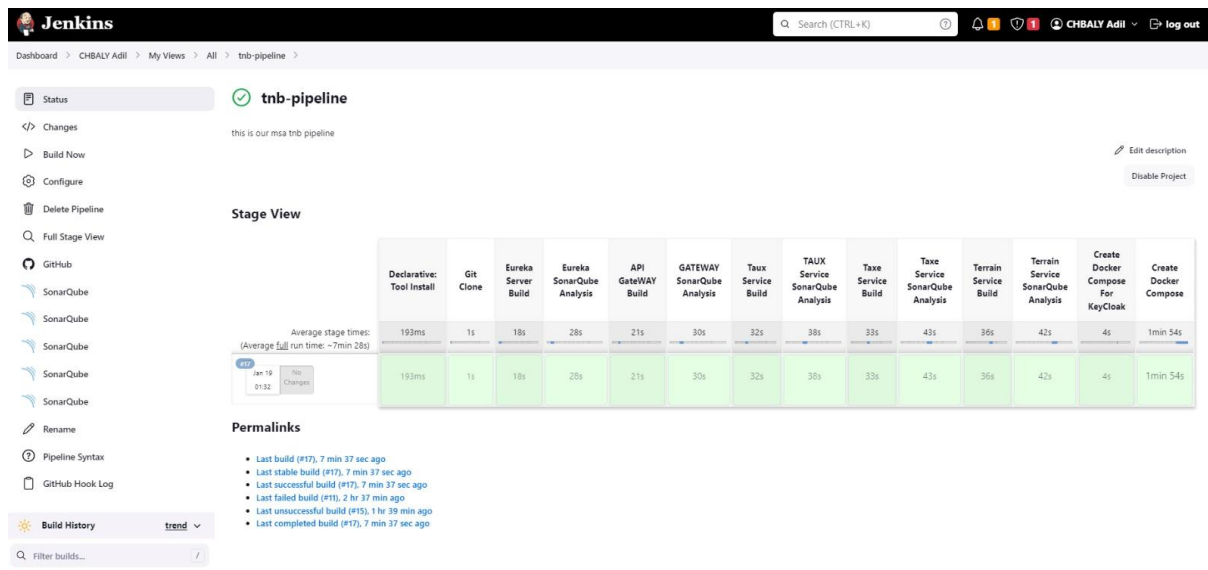 Jenkins
Search (CTRL+K)
1
1
CHBALY Adil
log out
Dashboard > CHBALY Adil > My Views > All > tnb-pipeline >
Status
Changes
Build Now
Configure
Delete Pipeline
Full Stage View
GitHub
SonarQube
SonarQube
SonarQube
SonarQube
SonarQube
Rename
Pipeline Syntax
GitHub Hook Log
Build History
trend
Filter builds...
/
tnb-pipeline
this is our msa tnb pipeline
Edit description
Disable Project
Stage View
Declarative:
Tool Install
Git
Clone
Eureka
Server
Build
Eureka
SonarQube
Analysis
API
GateWAY
Build
GATEWAY
SonarQube
Analysis
Taux
Service
Build
TAUX
Service
SonarQube
Analysis
Taxe
Service
Build
Taxe
Service
SonarQube
Analysis
Terrain
Service
Build
Terrain
Service
SonarQube
Analysis
Create
Docker
Compose
For
KeyCloak
Create
Docker
Compose
Average stage times:
(Average full run time: ~7min 28s)
193ms 1s 18s 28s 21s 30s 32s 38s 33s 43s 36s 42s 4s 1min 54s
#17
Jan 19
01:32
No
Changes
193ms 1s 18s 28s 21s 30s 32s 38s 33s 43s 36s 42s 4s 1min 54s
Permalinks
Last build (#17), 7 min 37 sec ago
Last stable build (#17), 7 min 37 sec ago
Last successful build (#17), 7 min 37 sec ago
Last failed build (#11), 2 hr 37 min ago
Last unsuccessful build (#15), 1 hr 39 min ago
Last completed build (#17), 7 min 37 sec ago